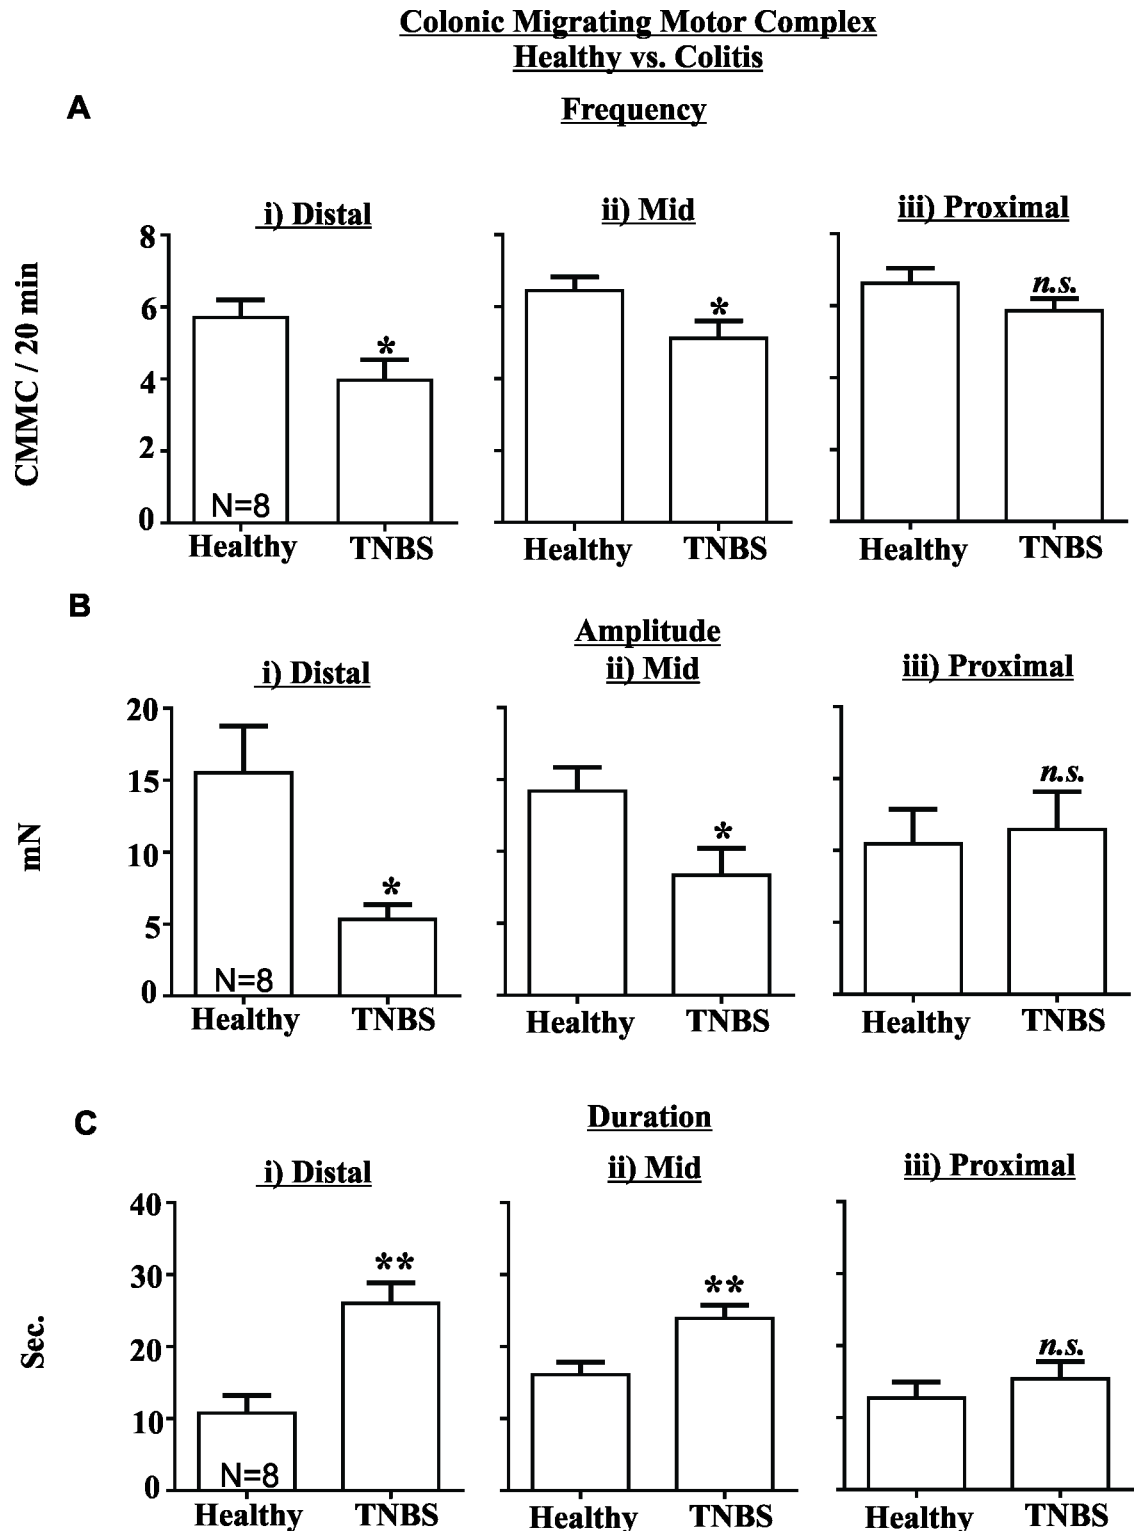 Colonic Migrating Motor Complex
Healthy vs. Colitis
A
Frequency
i) Distal
ii) Mid
iii) Proximal
CMMC / 20 min
8
6
4
2
0
*
*
n.s.
N=8
Healthy
TNBS
Healthy
TNBS
Healthy
TNBS
B
Amplitude
i) Distal
ii) Mid
iii) Proximal
mN
20
15
10
5
0
*
*
n.s.
N=8
Healthy
TNBS
Healthy
TNBS
Healthy
TNBS
C
Duration
i) Distal
ii) Mid
iii) Proximal
Sec.
40
30
20
10
0
**
**
n.s.
N=8
Healthy
TNBS
Healthy
TNBS
Healthy
TNBS